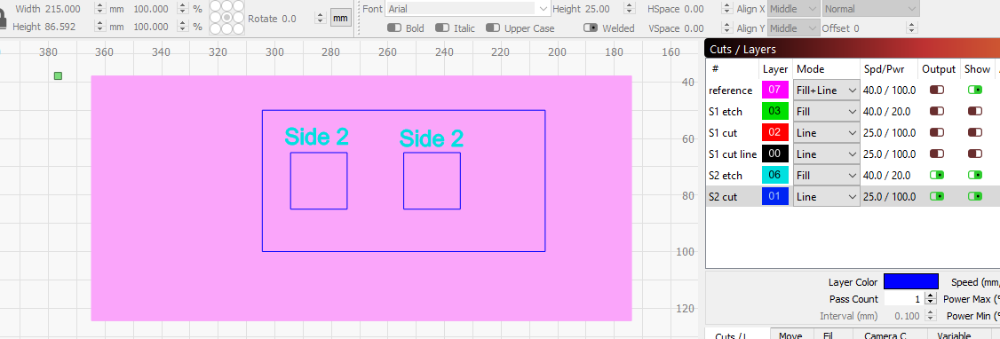 Width 215.000 mm 100.000 %
Height 86.592 mm 100.000 %
Rotate 0.0 mm
Font Arial Height 25.00 HSpace 0.00 Align X Middle Normal
Bold Italic Upper Case Welded VSpace 0.00 Align Y Middle Offset 0
380 360 340 320 300 280 260 240 220 200 180 160
40
60
80
100
120
Side 2 Side 2
Cuts / Layers
# Layer Mode Spd/Pwr Output Show
reference 07 Fill+Line 40.0 / 100.0
S1 etch 03 Fill 40.0 / 20.0
S1 cut 02 Line 25.0 / 100.0
S1 cut line 00 Line 25.0 / 100.0
S2 etch 06 Fill 40.0 / 20.0
S2 cut 01 Line 25.0 / 100.0
Layer Color Speed (mm/
Pass Count 1 Power Max (%
Interval (mm) 0.100 Power Min (%
Cuts / L Move Fil Camera C Variable